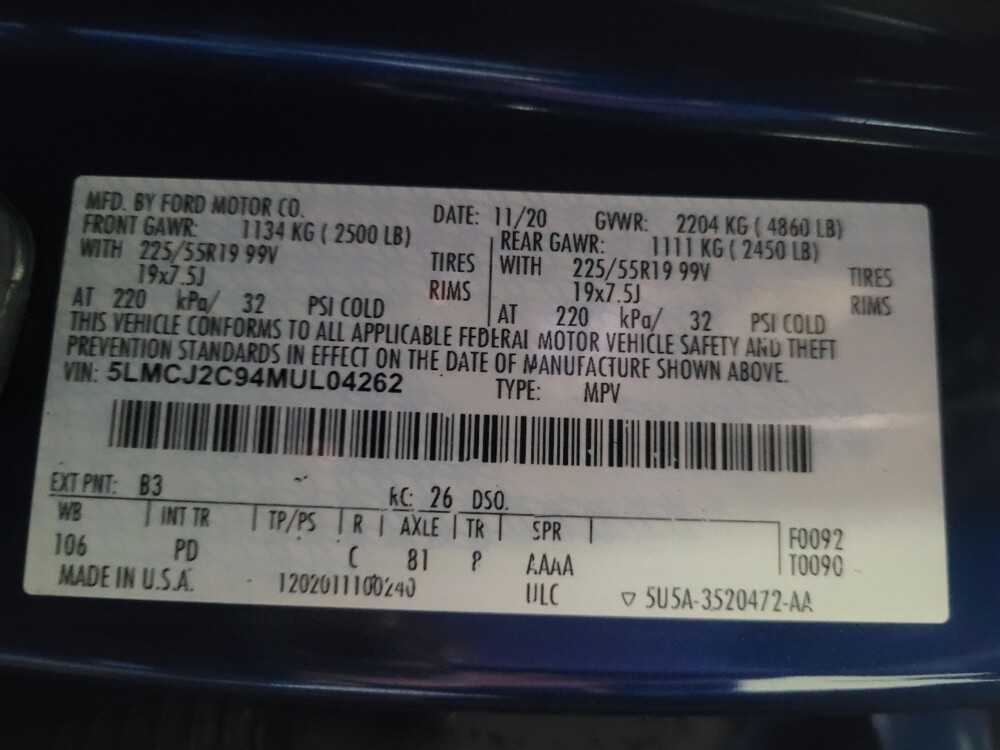 MFD. BY FORD MOTOR CO. DATE: 11/20 GVWR: 2204 KG ( 4860 LB)
FRONT GAWR: 1134 KG ( 2500 LB) REAR GAWR: 1111 KG ( 2450 LB)
WITH 225/55R19 99V TIRES WITH 225/55R19 99V TIRES
19x7.5J RIMS 19x7.5J RIMS
AT 220 kPa/ 32 PSI COLD AT 220 kPa/ 32 PSI COLD
THIS VEHICLE CONFORMS TO ALL APPLICABLE FEDERAL MOTOR VEHICLE SAFETY AND THEFT
PREVENTION STANDARDS IN EFFECT ON THE DATE OF MANUFACTURE SHOWN ABOVE.
VIN: 5LMCJ2C94MUL04262 TYPE: MPV
EXT PNT: B3 RC: 26 DSO:
WB INT TR TP/PS R AXLE TR SPR F0092
106 PD C 81 8 AAAA T0090
MADE IN U.S.A. 1202011100240 ULC ▽ 5U5A-3520472-AA